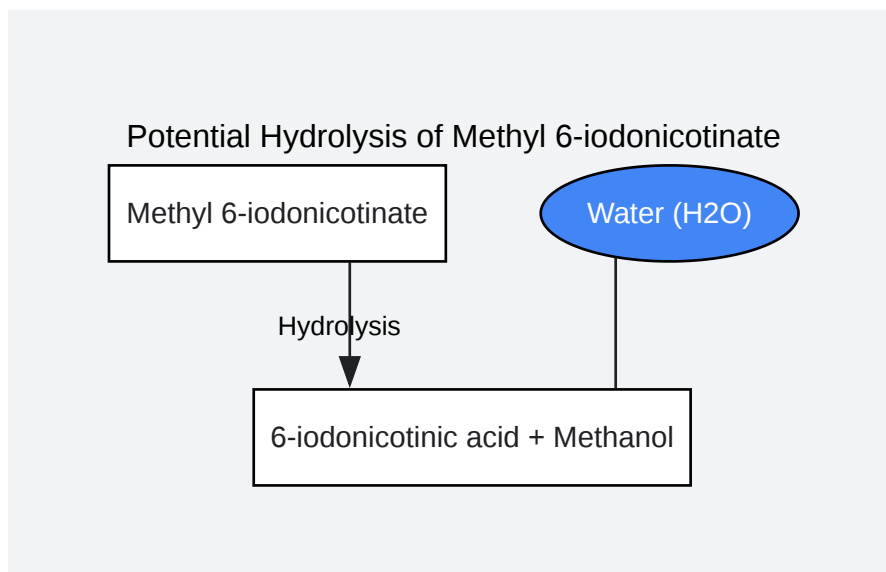 Potential Hydrolysis of Methyl 6-iodonicotinate
Methyl 6-iodonicotinate
Water (H2O)
Hydrolysis
6-iodonicotinic acid + Methanol